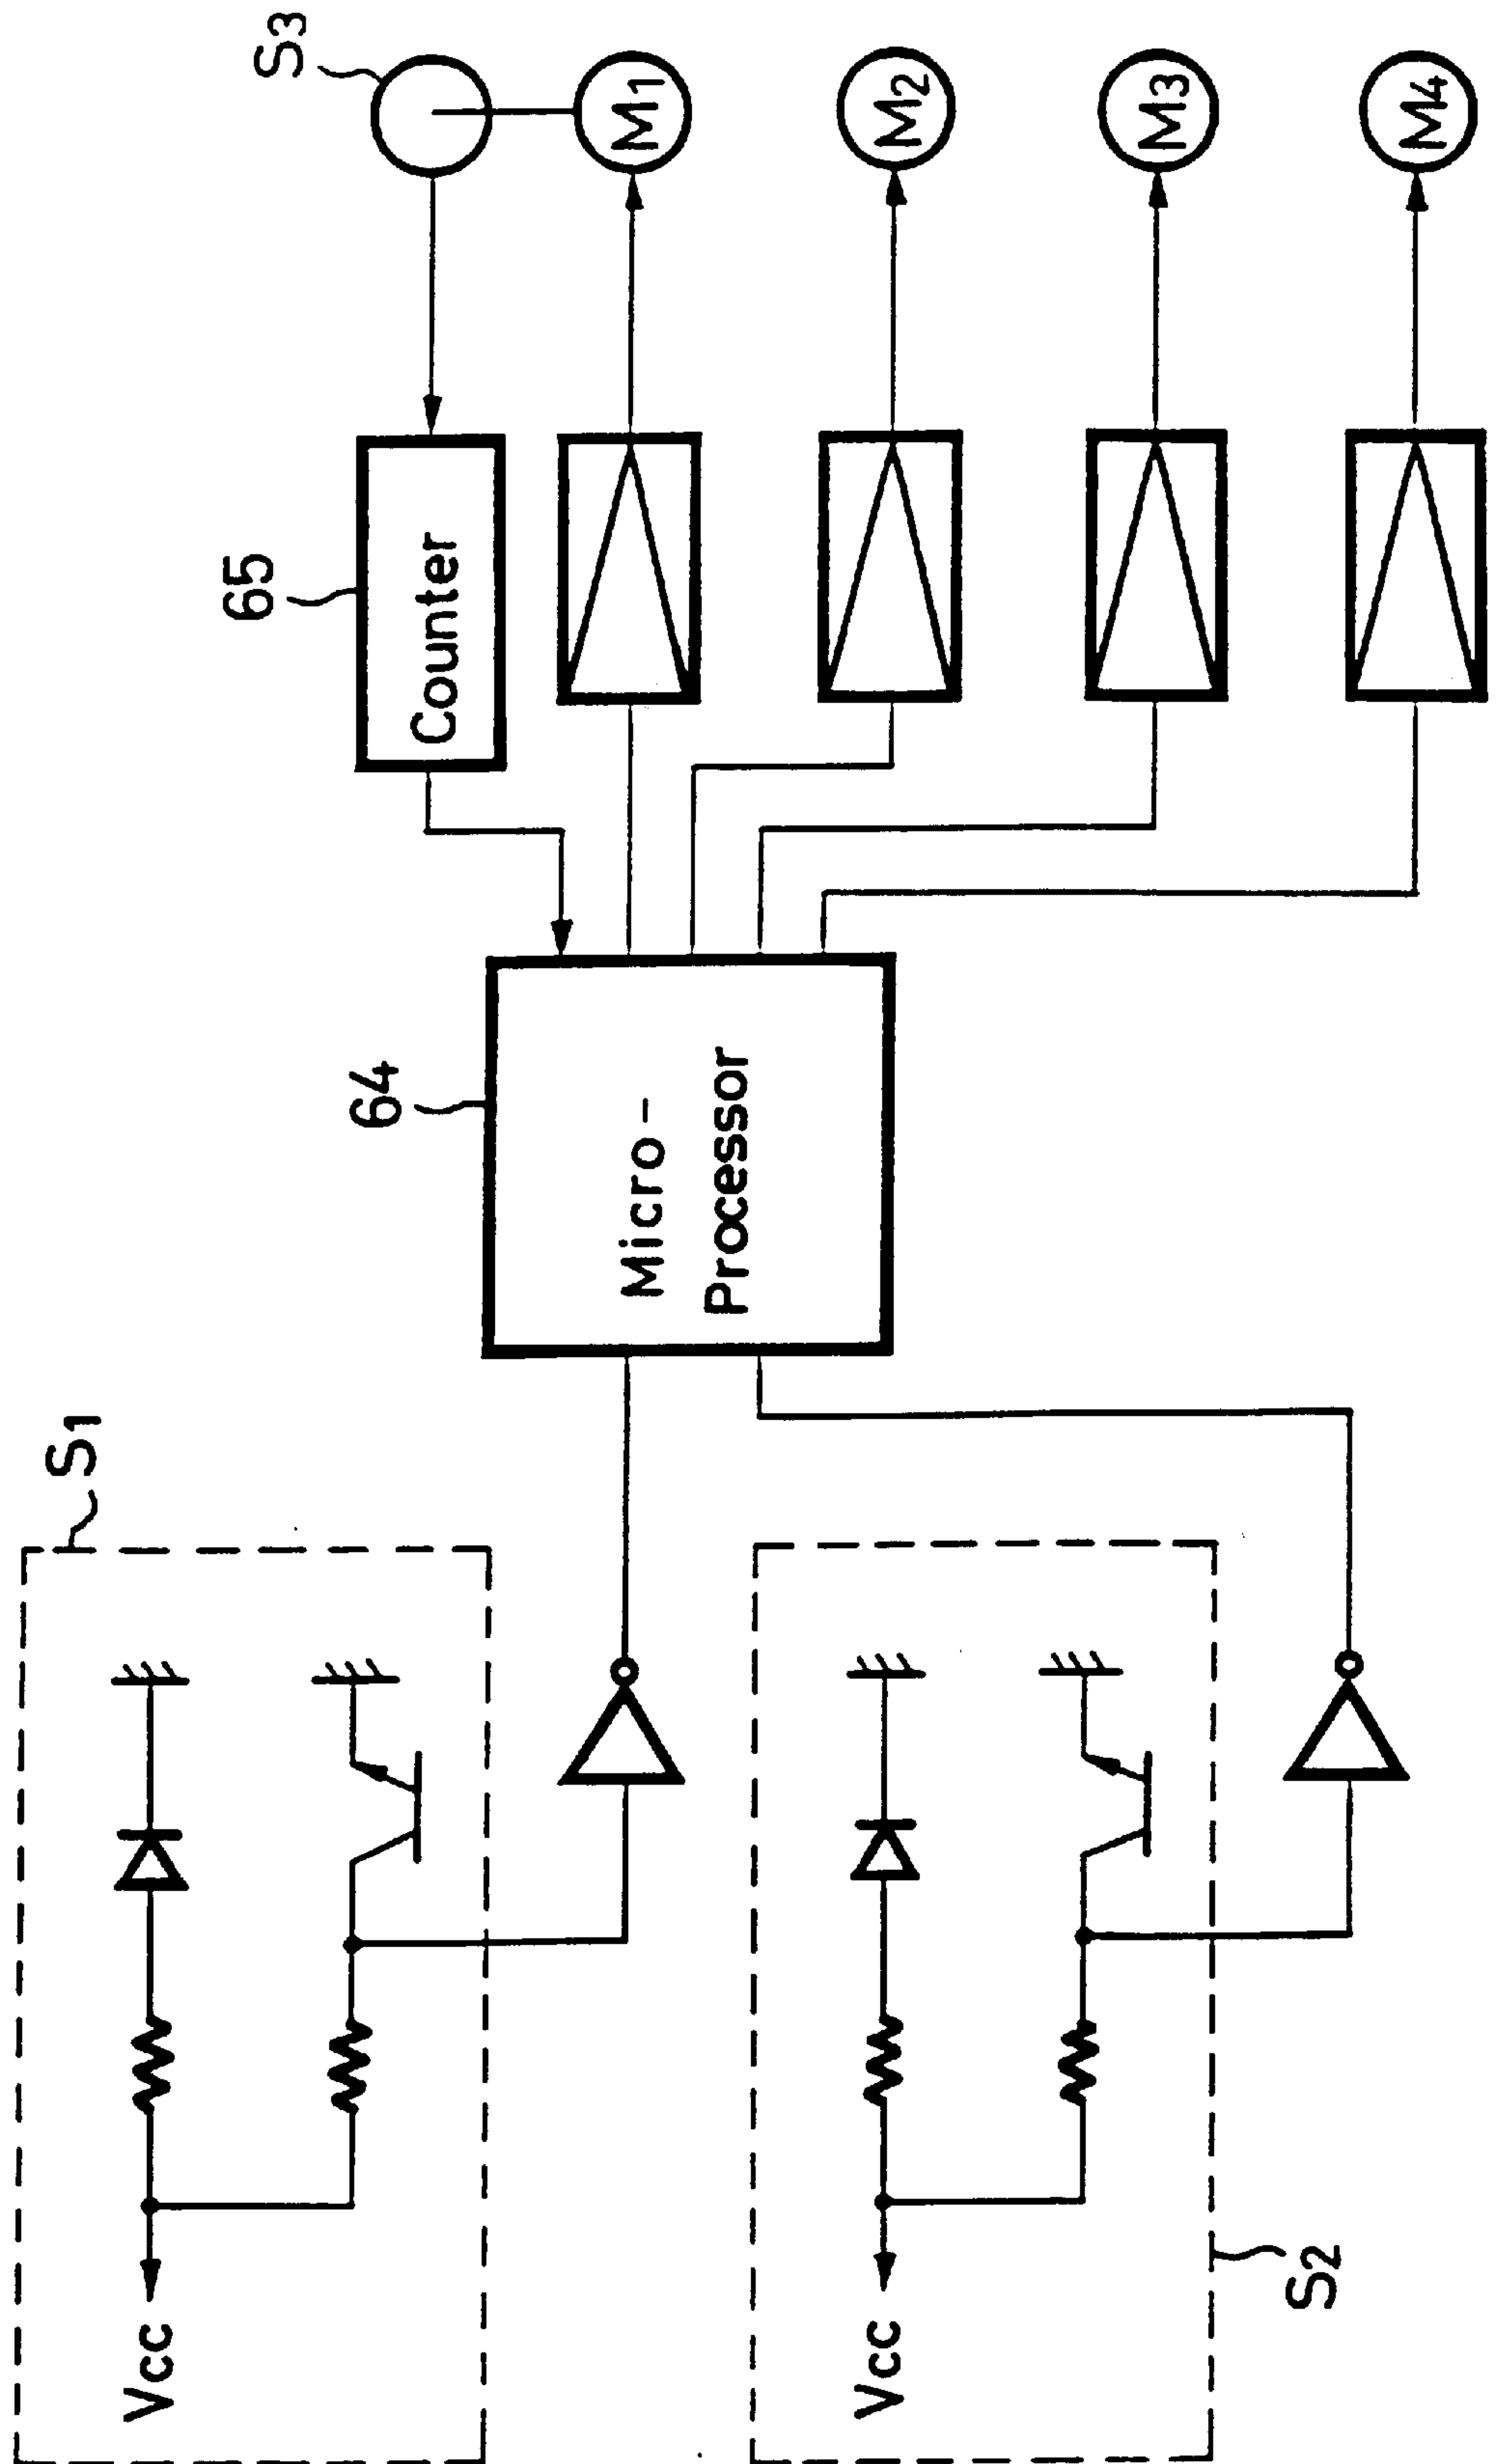 S1
Vcc
S2
Vcc
64
Micro-
Processor
65
Counter
S3
M1
M2
M3
M4